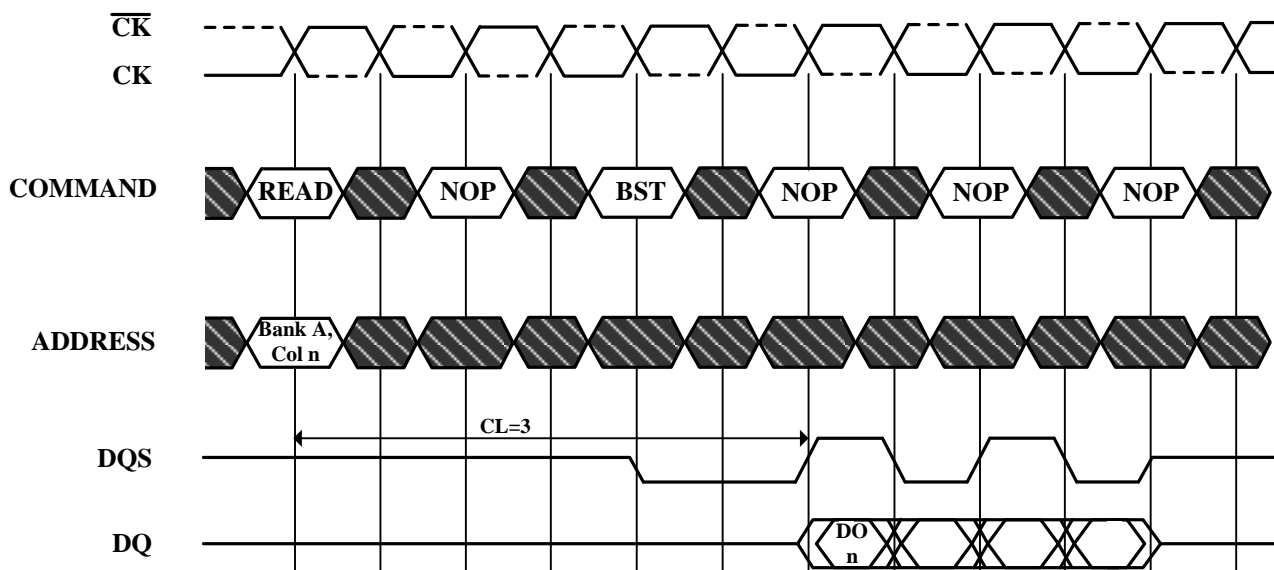 CK
CK
COMMAND
READ
NOP
BST
NOP
NOP
NOP
ADDRESS
Bank A,
Col n
CL=3
DQS
DQ
DO
n